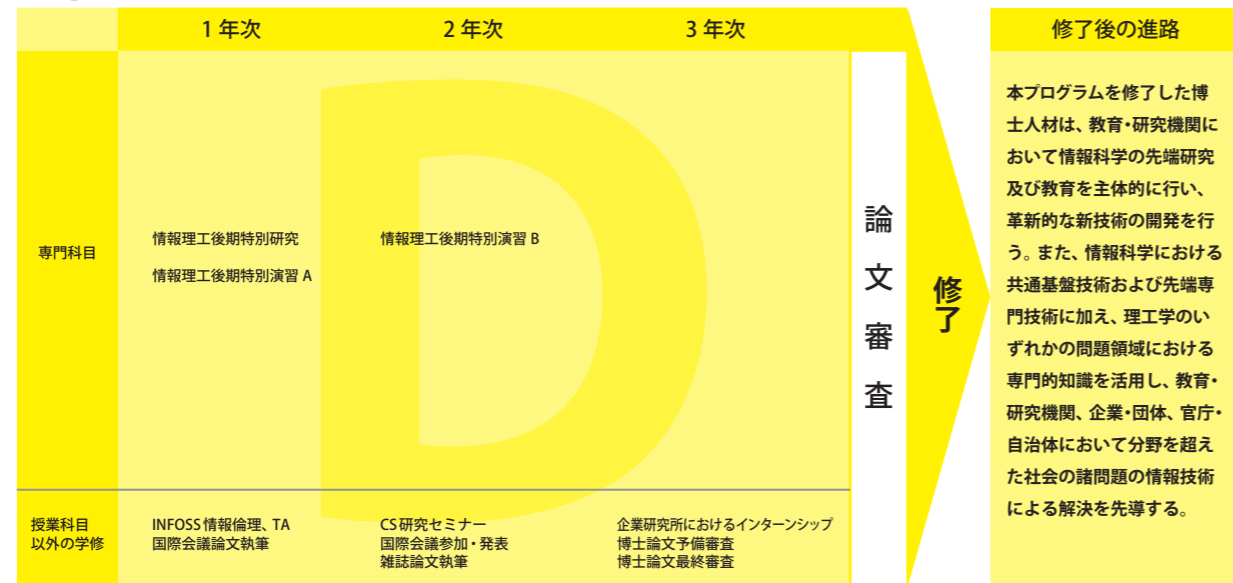 1 年次
2 年次
3 年次
修了後の進路
D
専門科目
情報理工後期特別研究
情報理工後期特別演習 A
情報理工後期特別演習 B
授業科目
以外の学修
INFOSS情報倫理、TA
国際会議論文執筆
CS研究セミナー
国際会議参加・発表
雑誌論文執筆
企業研究所におけるインターンシップ
博士論文予備審査
博士論文最終審査
論文審査
修了
本プログラムを修了した博
士人材は、教育・研究機関に
おいて情報科学の先端研究
及び教育を主体的に行い、
革新的な新技術の開発を行
う。また、情報科学における
共通基盤技術および先端専
門技術に加え、理工学のい
ずれかの問題領域における
専門的知識を活用し、教育・
研究機関、企業・団体、官庁・
自治体において分野を超え
た社会の諸問題の情報技術
による解決を先導する。